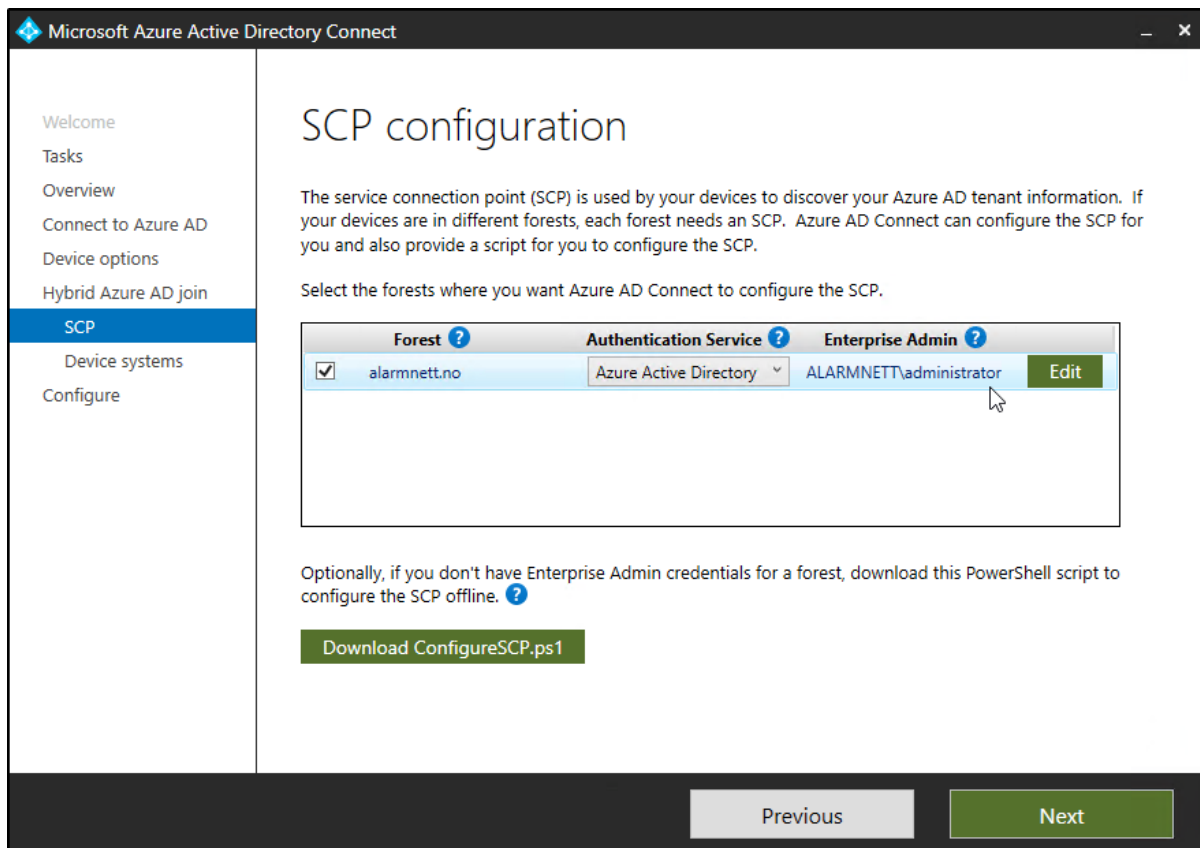 Microsoft Azure Active Directory Connect
Welcome
Tasks
Overview
Connect to Azure AD
Device options
Hybrid Azure AD join
SCP
Device systems
Configure
SCP configuration
The service connection point (SCP) is used by your devices to discover your Azure AD tenant information. If
your devices are in different forests, each forest needs an SCP. Azure AD Connect can configure the SCP for
you and also provide a script for you to configure the SCP.
Select the forests where you want Azure AD Connect to configure the SCP.
Forest ? Authentication Service ? Enterprise Admin ?
alarmnett.no Azure Active Directory ALARMNETT\administrator Edit
Optionally, if you don't have Enterprise Admin credentials for a forest, download this PowerShell script to
configure the SCP offline. ?
Download ConfigureSCP.ps1
Previous Next